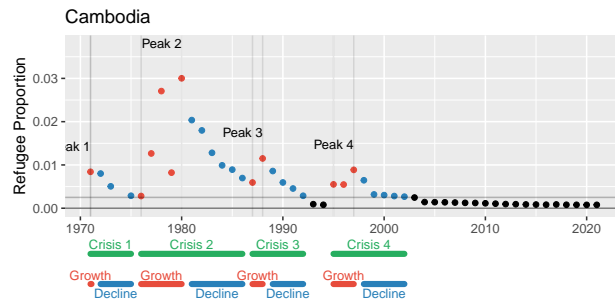 Cambodia
Peak 2
0.03
0.02
Peak 3
Peak 4
ak 1
0.01
0.00
Refugee Proportion
1970 1980 1990 2000 2010 2020
Crisis 1 Crisis 2 Crisis 3 Crisis 4
Growth Growth Growth Growth
Decline Decline Decline Decline